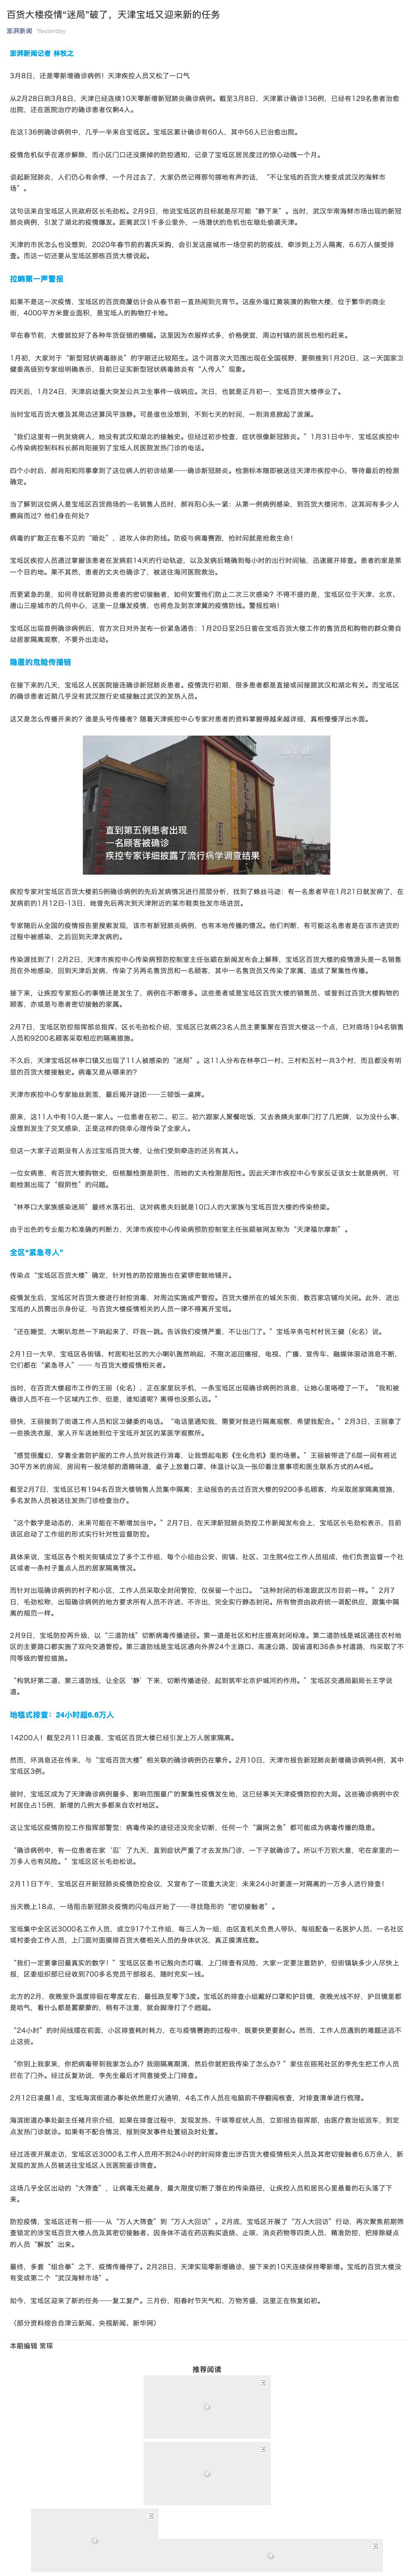 百货大楼疫情“迷局”破了，天津宝坻又迎来新的任务
澎湃新闻 Yesterday
澎湃新闻记者 林牧之
3月8日，还是零新增确诊病例！天津疾控人员又松了一口气
从2月28日到3月8日，天津已经连续10天零新增新冠肺炎确诊病例。截至3月8日，天津累计确诊136例，已经有129名患者治愈
出院，还在医院治疗的确诊患者仅剩4人。
在这136例确诊病例中，几乎一半来自宝坻区。宝坻区累计确诊有60人，其中56人已治愈出院。
疫情危机似乎在逐步解除，而小区门口还没撕掉的防控通知，记录了宝坻区居民度过的惊心动魄一个月。
说起新冠肺炎，人们仍心有余悸，一个月过去了，大家仍然记得那句掷地有声的话，“不让宝坻的百货大楼变成武汉的海鲜市
场”。
这句话来自宝坻区人民政府区长毛劲松。2月9日，他说宝坻区的目标就是尽可能“静下来”。当时，武汉华南海鲜市场出现的新冠
肺炎病例，引发了湖北的疫情爆发。距离武汉1千多公里外，一场潜伏的危机也在暗处偷袭天津。
天津的市民怎么也没想到，2020年春节前的喜庆采购，会引发这座城市一场空前的防疫战，牵涉到上万人隔离，6.6万人接受排
查。而这一切还要从宝坻区那栋百货大楼说起。
拉响第一声警报
如果不是这一次疫情，宝坻区的百货商厦估计会从春节前一直热闹到元宵节。这座外墙红黄装潢的购物大楼，位于繁华的商业
街，4000平方米营业面积，是宝坻人的购物打卡地。
早在春节前，大楼就拉好了各种年货促销的横幅。这里因为衣服样式多，价格便宜，周边村镇的居民也相约赶来。
1月初，大家对于“新型冠状病毒肺炎”的字眼还比较陌生。这个词首次大范围出现在全国视野，要倒推到1月20日，这一天国家卫
健委高级别专家组明确表示，目前已证实新型冠状病毒肺炎有“人传人”现象。
四天后，1月24日，天津启动重大突发公共卫生事件一级响应。次日，也就是正月初一，宝坻百货大楼停业了。
当时宝坻百货大楼及其周边还算风平浪静。可是谁也没想到，不到七天的时间，一则消息掀起了波澜。
“我们这里有一例发烧病人，她没有武汉和湖北的接触史。但经过初步检查，症状很像新冠肺炎。”1月31日中午，宝坻区疾控中
心传染病控制科科长郝肖阳接到了宝坻人民医院发热门诊的电话。
四个小时后，郝肖阳和同事拿到了这位病人的初诊结果——确诊新冠肺炎。检测标本随即被送往天津市疾控中心，等待最后的检测
确定。
当了解到这位病人是宝坻区百货商场的一名销售人员时，郝肖阳心头一紧：从第一例病例感染，到百货大楼闭市，这其间有多少人
擦肩而过？他们身在何处？
病毒的扩散正在看不见的“暗处”，进攻人体的防线。防疫与病毒赛跑，抢时间就是抢救生命！
宝坻区疾控人员通过掌握该患者在发病前14天的行动轨迹，以及发病后精确到每小时的出行时间轴，迅速展开排查。患者的家是第
一个目的地。果不其然，患者的丈夫也确诊了，被送往海河医院救治。
而更紧急的是，如何寻找新冠肺炎患者的密切接触者，如何安置他们防止二次三次感染？不得不提的是，宝坻区位于天津、北京、
唐山三座城市的几何中心，这里一旦爆发疫情，也将危及到京津冀的疫情防线。警报拉响！
宝坻区出现首例确诊病例后，官方次日对外发布一份紧急通告：1月20日至25日曾在宝坻百货大楼工作的售货员和购物的群众需自
动居家隔离观察，不要外出走动。
隐匿的危险传播链
在接下来的几天，宝坻区人民医院接连确诊新冠肺炎患者。疫情流行初期，很多患者都是直接或间接跟武汉和湖北有关。而宝坻区
的确诊患者近期几乎没有武汉旅行史或接触过武汉的发热人员。
这又是怎么传播开来的？谁是头号传播者？随着天津疾控中心专家对患者的资料掌握得越来越详细，真相慢慢浮出水面。
直到第五例患者出现
一名顾客被确诊
疾控专家详细披露了流行病学调查结果
疾控专家对宝坻区百货大楼前5例确诊病例的先后发病情况进行层层分析，找到了蛛丝马迹：有一名患者早在1月21日就发病了，在
发病前的1月12日-13日，她曾先后两次到天津附近的某市鞋类批发市场进货。
专家随后从全国的疫情报告里搜索发现，该市有新冠肺炎病例，也有本地传播的情况。他们判断，有可能这名患者是在该市进货的
过程中被感染，之后回到天津发病的。
传染源找到了！2月2日，天津市疾控中心传染病预防控制室主任张颖在新闻发布会上解释，宝坻区百货大楼的疫情源头是一名销售
员在外地感染，回到天津后发病，传染了另两名售货员和一名顾客，其中一名售货员又传染了家属，造成了聚集性传播。
接下来，让疾控专家担心的事情还是发生了，病例在不断增多。这些患者或是宝坻区百货大楼的销售员、或曾到过百货大楼购物的
顾客，亦或是与患者密切接触的家属。
2月7日，宝坻区防控指挥部总指挥、区长毛劲松介绍，宝坻区已发病23名人员主要集聚在百货大楼这一个点，已对商场194名销售
人员和9200名顾客采取相应的隔离措施。
不久后，天津宝坻区林亭口镇又出现了11人被感染的“迷局”。这11人分布在林亭口一村、三村和五村一共3个村，而且都没有明
显的百货大楼接触史。病毒又是从哪来的？
天津市疾控中心专家抽丝剥茧，最后揭开谜团——三顿饭一桌牌。
原来，这11人中有10人是一家人。一位患者在初二、初三、初六跟家人聚餐吃饭，又去表姨夫家串门打了几把牌，以为没什么事，
没想到发生了交叉感染，正是这样的侥幸心理传染了全家人。
但这一大家子近期没有人去过宝坻百货大楼，让他们受到牵连的还另有其人。
一位女病患，有百货大楼购物史，但核酸检测是阴性，而她的丈夫检测是阳性。因此天津市疾控中心专家反证该女士就是病例，可
能检测出现了“假阴性”的问题。
“林亭口大家族感染迷局”最终水落石出，这对病患夫妇就是10口人的大家族与宝坻百货大楼的传染桥梁。
由于出色的专业能力和准确的判断力，天津市疾控中心传染病预防控制室主任张颖被网友称为“天津福尔摩斯”。
全区“紧急寻人”
传染点“宝坻区百货大楼”确定，针对性的防控措施也在紧锣密鼓地铺开。
疫情发生后，宝坻区对百货大楼进行封控消毒，对周边实施戒严管控。百货大楼所在的城关东街，数百家店铺均关闭。此外，进出
宝坻的人员需出示身份证，与百货大楼疫情相关的人员一律不得离开宝坻。
“还在睡觉，大喇叭忽然一下响起来了，吓我一跳。告诉我们疫情严重，不让出门了。”宝坻辛务屯村村民王健（化名）说。
2月1日一大早，宝坻区各街镇、村居和社区的大小喇叭轰然响起、不限次巡回播报，电视、广播、宣传车、融媒体滚动消息不断，
它们都在“紧急寻人”—— 与百货大楼疫情相关者。
当时，在百货大楼超市工作的王丽（化名），正在家里玩手机，一条宝坻区出现确诊病例的消息，让她心里咯噔了一下。“我和被
确诊人员不在一个区域内工作，但是，谁知道呢？离得也没那么远。”
很快，王丽接到了街道工作人员和区卫健委的电话。“电话里通知我，需要对我进行隔离观察，希望我配合。”2月3日，王丽拿了
一些换洗衣服，家人开车送她到位于宝坻开发区的某医学观察所。
“感觉很魔幻，穿着全套防护服的工作人员对我进行消毒，让我想起电影《生化危机》里的场景。”王丽被带进了6层一间有将近
30平方米的房间，房间有一股浓郁的酒精味道，桌子上放着口罩、体温计以及一张印着注意事项和医生联系方式的A4纸。
截至2月7日，宝坻区已有194名百货大楼销售人员集中隔离；主动报告的去过百货大楼的9200多名顾客，均采取居家隔离措施，
多名发热人员被送往发热门诊检查治疗。
“这个数字是动态的，未来可能在不断增加当中。”2月7日，在天津新冠肺炎防控工作新闻发布会上，宝坻区长毛劲松表示，目前
该区启动了工作组的形式实行针对性监督防控。
具体来说，宝坻区各个相关街镇成立了多个工作组，每个小组由公安、街镇、社区、卫生院4位工作人员组成，他们负责监督一个社
区或者一条村子重点人员的居家隔离情况。
而针对出现确诊病例的村子和小区，工作人员采取全封闭管控，仅保留一个出口。“这种封闭的标准跟武汉市目前一样。”2月7
日，毛劲松称，出现确诊病例的地方要求所有人员不许进、不许出，完全实行静态封闭。所有物资由政府统一调配供应，跟集中隔
离的规范一样。
2月9日，宝坻防控再升级，以“三道防线”切断病毒传播途径。第一道是社区和村庄提高封闭标准。第二道防线是城区通往农村地
区的主要路口都实施了双向交通管控。第三道防线是宝坻区通向外界24个主路口、高速公路、国省道和36条乡村道路，均采取了不
同等级的管控措施。
“构筑好第二道、第三道防线，让全区‘静’下来，切断传播途径，起到筑牢北京护城河的作用。”宝坻区交通局副局长王学说
道。
地毯式排查：24小时超6.6万人
14200人！截至2月11日凌晨，宝坻区百货大楼已经引发上万人居家隔离。
然而，坏消息还在传来，与“宝坻百货大楼”相关联的确诊病例仍在攀升。2月10日，天津市报告新冠肺炎新增确诊病例4例，其中
宝坻区3例。
彼时，宝坻区成为了天津确诊病例最多、影响范围最广的聚集性疫情发生地，这已经事关天津疫情防控的大局。这些确诊病例中农
村居住占15例，新增的几例大多都来自农村地区。
这让宝坻区疫情防控工作指挥部警觉：病毒传染的途径还没完全切断，任何一个“漏网之鱼”都可能成为病毒传播的隐患。
“确诊病例中，有一位患者在家‘忍’了九天，直到症状严重了才去发热门诊，一下子就确诊了。所以千万别大意，宅在家里的一
万多人也有风险。”宝坻区区长毛劲松说。
2月11日下午，宝坻区召开新冠肺炎疫情防控会议，又宣布了一项重大决定：未来24小时要逐一对隔离的一万多人进行排查！
当天晚上18点，一场阻击新冠肺炎疫情的闪电战开始了——寻找隐形的“密切接触者”。
宝坻集中全区近3000名工作人员，成立917个工作组，每三人为一组，由区直机关负责人带队，每组配备一名医护人员、一名社区
或村委会工作人员，上门面对面摸排百货大楼相关人员的身体状况，真正摸清底数。
“我们一定要拿回最真实的数字！”宝坻区区委书记殷向杰叮嘱，上门排查有风险，大家一定要注意防护，但街镇缺多少人尽快上
报，区委组织部已经收到700多名党员干部报名，随时充实一线。
北方的2月，夜晚室外温度徘徊在零度左右，最低跌至零下3度。宝坻区的排查小组戴好口罩和护目镜，夜晚光线不好，护目镜里都
是哈气，看什么都是雾蒙蒙的，稍有不注意，就会脚滑打了个趔趄。
“24小时”的时间线摆在前面，小区排查耗时耗力，在与疫情赛跑的过程中，既要快更要耐心。然而，工作人员遇到的难题还远不
止这些。
“你别上我家来，你把病毒带到我家怎么办？我刚隔离期满，然后你就把我传染了怎么办？”家住在丽苑社区的季先生把工作人员
拦在了门外。经过反复劝说，李先生最后才同意接受上门排查。
2月12日凌晨1点，宝坻海滨街道办事处依然是灯火通明，4名工作人员在电脑前不停翻阅核查，对排查清单进行梳理。
海滨街道办事处副主任褚月宗介绍，如果在排查过程中，发现发热、干咳等症状人员，立即报告指挥部，由医疗救治组派车，到定
点发热门诊就诊。如果有不配合情况，报到突发事件处置组及时处置。
经过连夜开展走访，宝坻区近3000名工作人员用不到24小时的时间排查出涉百货大楼疫情相关人员及其密切接触者6.6万余人，新
发现的发热人员被送往宝坻区人民医院鉴诊筛查。
这场几乎全区出动的“大筛查”，让病毒无处藏身，最大限度切断了潜在的传染路径，让疾控人员和居民心里悬着的石头落了下
来。
防控疫情，宝坻区还有一招——从“万人大筛查”到“万人大回访”。2月底，宝坻区开展了“万人大回访”行动，再次聚焦前期筛
查锁定的涉宝坻百货大楼人员及其密切接触者、因身体不适在药店购买退烧、止咳、消炎药物等四类人员，精准防控，把排除疑点
的人员“解放”出来。
最终，多套“组合拳”之下，疫情传播停了。2月28日，天津实现零新增确诊，接下来的10天连续保持零新增。宝坻的百货大楼没
有变成第二个“武汉海鲜市场”。
如今，宝坻区迎来了新的任务——复工复产。三月份，阳春时节天气和，万物芳盛，这里正在恢复如初。
（部分资料综合自津云新闻、央视新闻、新华网）
本期编辑 常琛
推荐阅读